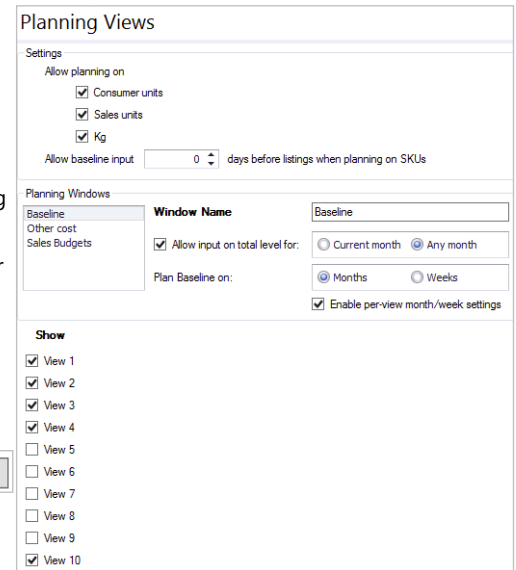 Planning Views
Settings
Allow planning on
Consumer units
Sales units
Kg
Allow baseline input 0 days before listings when planning on SKUs
Planning Windows
Baseline
Other cost
Sales Budgets
Window Name Baseline
Allow input on total level for: Current month Any month
Plan Baseline on: Months Weeks
Enable per-view month/week settings
Show
View 1
View 2
View 3
View 4
View 5
View 6
View 7
View 8
View 9
View 10